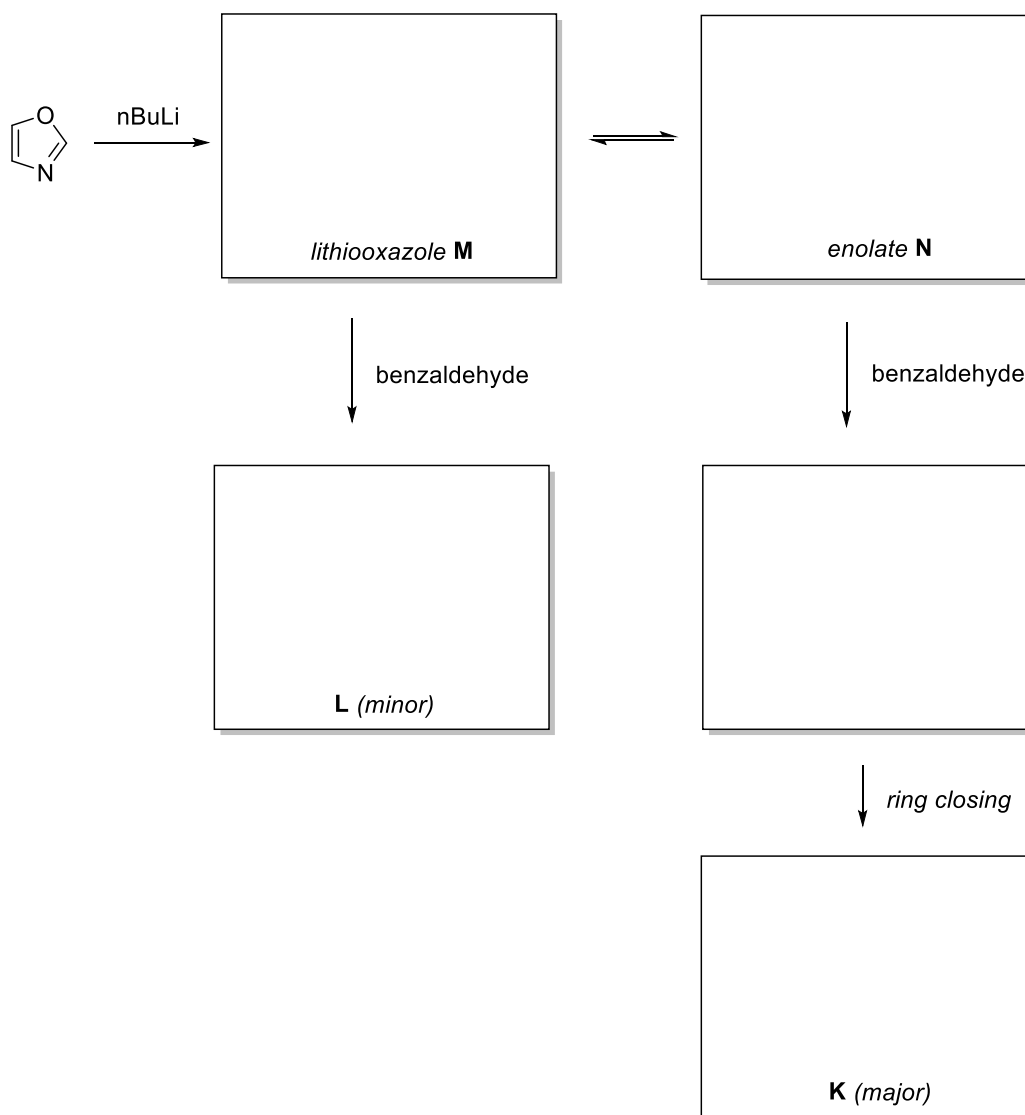 O
N
nBuLi
lithiooxazole M
enolate N
benzaldehyde
benzaldehyde
L (minor)
ring closing
K (major)